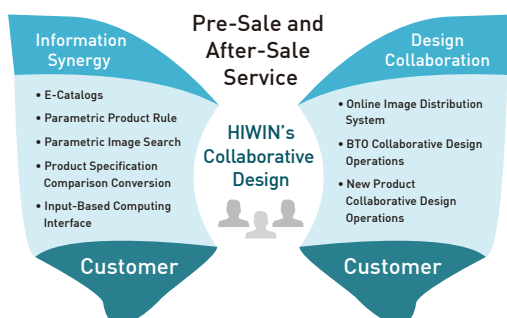 Pre-Sale and
After-Sale
Service
Information
Synergy
• E-Catalogs
• Parametric Product Rule
• Parametric Image Search
• Product Specification
Comparison Conversion
• Input-Based Computing
Interface
Customer
HIWIN's
Collaborative
Design
Design
Collaboration
• Online Image Distribution
System
• BTO Collaborative Design
Operations
• New Product
Collaborative Design
Operations
Customer